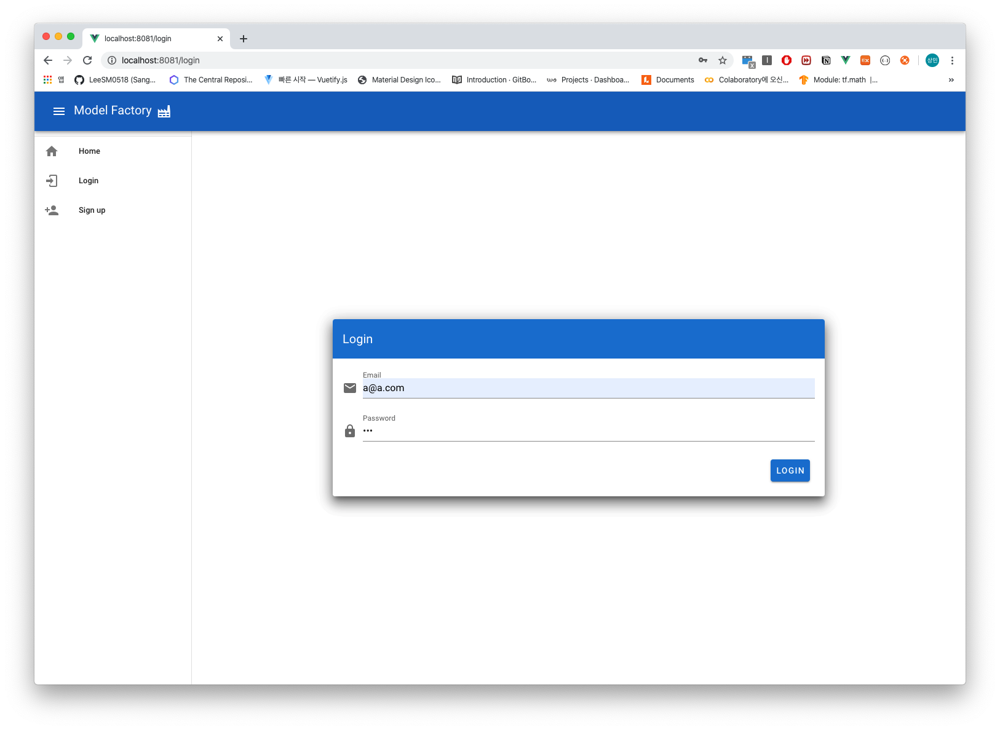 localhost:8081/login
localhost:8081/login
앱 LeeSM0518 (Sang... The Central Reposi... 빠른 시작 — Vuetify.js Material Design Ico... Introduction · GitBo... Projects · Dashboa... Documents Colaboratory에 오신... Module: tf.math |... »
상민
Model Factory
Home
Login
Sign up
Login
Email
a@a.com
Password
•••
LOGIN